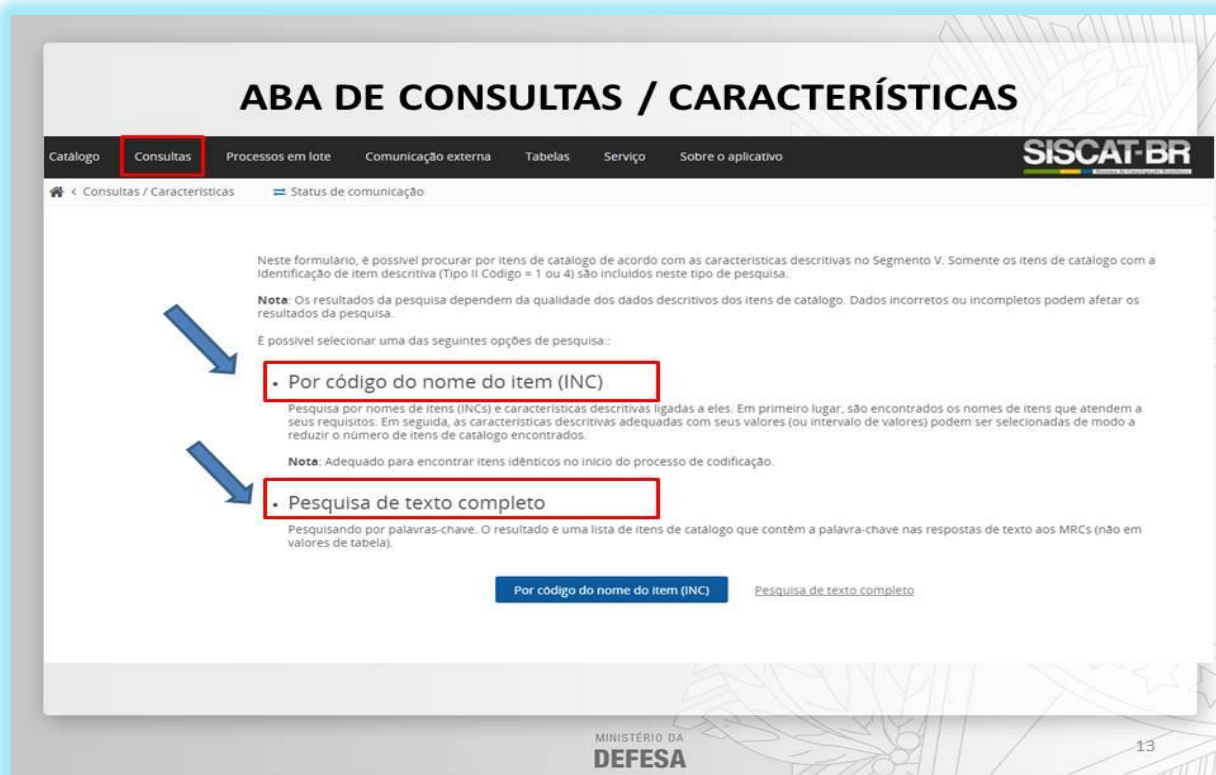 ABA DE CONSULTAS / CARACTERÍSTICAS
Catálogo Consultas Processos em lote Comunicação externa Tabelas Serviço Sobre o aplicativo SISCAT-BR
Sistema de Catalogação Brasileiro
< Consultas / Características Status de comunicação
Neste formulário, é possível procurar por itens de catálogo de acordo com as características descritivas no Segmento V. Somente os itens de catálogo com a
Identificação de item descritiva (Tipo II Código = 1 ou 4) são incluídos neste tipo de pesquisa.
Nota: Os resultados da pesquisa dependem da qualidade dos dados descritivos dos itens de catálogo. Dados incorretos ou incompletos podem afetar os
resultados da pesquisa.
É possível selecionar uma das seguintes opções de pesquisa::
• Por código do nome do item (INC)
Pesquisa por nomes de itens (INCs) e características descritivas ligadas a eles. Em primeiro lugar, são encontrados os nomes de itens que atendem a
seus requisitos. Em seguida, as características descritivas adequadas com seus valores (ou intervalo de valores) podem ser selecionadas de modo a
reduzir o número de itens de catálogo encontrados.
Nota: Adequado para encontrar itens idênticos no início do processo de codificação.
• Pesquisa de texto completo
Pesquisando por palavras-chave. O resultado é uma lista de itens de catálogo que contêm a palavra-chave nas respostas de texto aos MRCs (não em
valores de tabela).
Por código do nome do item (INC) Pesquisa de texto completo
MINISTÉRIO DA
DEFESA
13